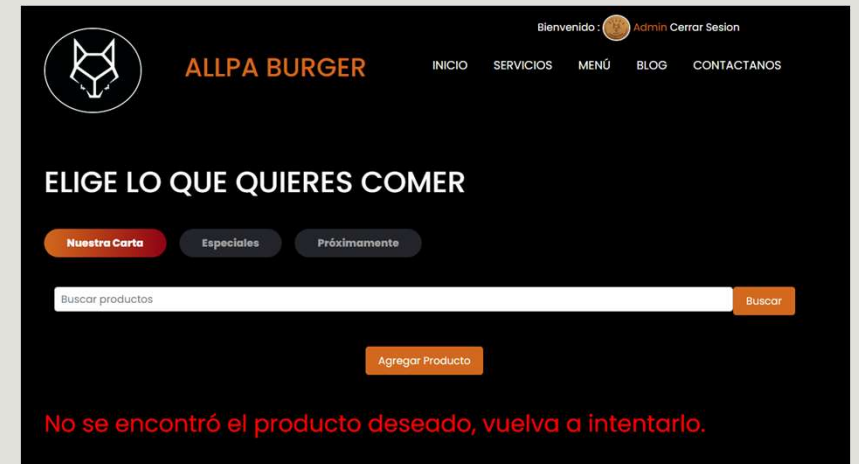 Bienvenido : Admin Cerrar Sesion
ALLPA BURGER
INICIO SERVICIOS MENÚ BLOG CONTACTANOS
ELIGE LO QUE QUIERES COMER
Nuestra Carta Especiales Próximamente
Buscar productos Buscar
Agregar Producto
No se encontró el producto deseado, vuelva a intentarlo.